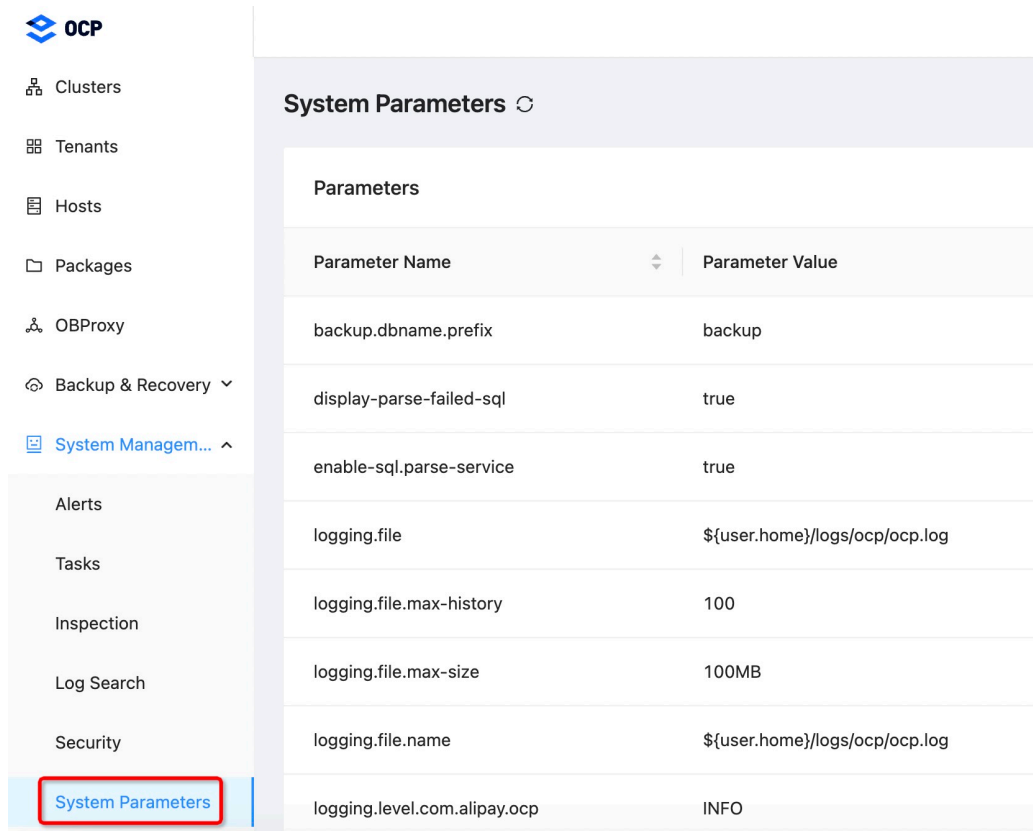 OCP
Clusters
Tenants
Hosts
Packages
OBProxy
Backup & Recovery
System Managem...
Alerts
Tasks
Inspection
Log Search
Security
System Parameters
System Parameters
Parameters
Parameter Name Parameter Value
backup.dbname.prefix backup
display-parse-failed-sql true
enable-sql.parse-service true
logging.file ${user.home}/logs/ocp/ocp.log
logging.file.max-history 100
logging.file.max-size 100MB
logging.file.name ${user.home}/logs/ocp/ocp.log
logging.level.com.alipay.ocp INFO